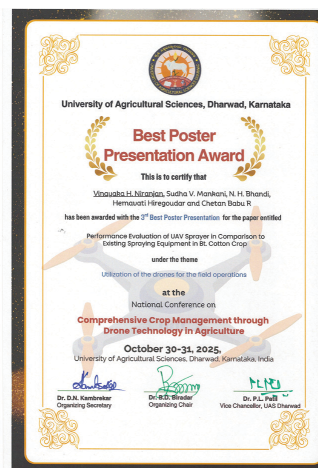 University of Agricultural Sciences, Dharwad, Karnataka
Best Poster
Presentation Award
This is to certify that
Vinayaka H. Niranjan, Sudha V. Mankani, N. H. Bhandi,
Hemavati Hiregoudar and Chetan Babu R
has been awarded with the 3rd Best Poster Presentation for the paper entitled
Performance Evaluation of UAV Sprayer in Comparison to
Existing Spraying Equipment in Bt. Cotton Crop
under the theme
Utilization of the drones for the field operations
at the
National Conference on
Comprehensive Crop Management through
Drone Technology in Agriculture
October 30-31, 2025,
University of Agricultural Sciences, Dharwad, Karnataka, India
Dr. D.N. Kambrekar
Organizing Secretary
Dr. B.D. Biradar
Organizing Chair
Dr. P.L. Patil
Vice Chancellor, UAS Dharwad